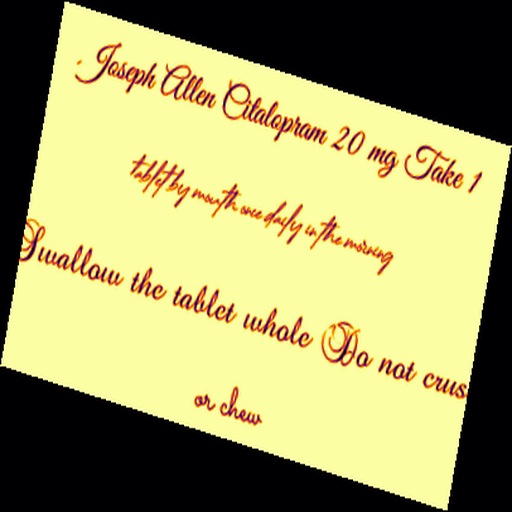 Joseph Allen Citalopram 20 mg Take 1
tablet by mouth once daily in the morning
Swallow the tablet whole Do not crus
or chew